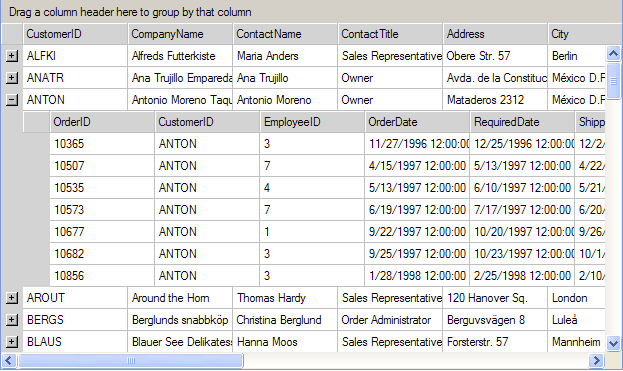 Drag a column header here to group by that column
CustomerID CompanyName ContactName ContactTitle Address City
ALFKI Alfreds Futterkiste Maria Anders Sales Representative Obere Str. 57 Berlin
ANATR Ana Trujillo Empareda Ana Trujillo Owner Avda. de la Constituc México D.F
ANTON Antonio Moreno Taqu Antonio Moreno Owner Mataderos 2312 México D.F
OrderID CustomerID EmployeeID OrderDate RequiredDate Shipp
10365 ANTON 3 11/27/1996 12:00:00 12/25/1996 12:00:00 12/2/
10507 ANTON 7 4/15/1997 12:00:00 5/13/1997 12:00:00 4/22/
10535 ANTON 4 5/13/1997 12:00:00 6/10/1997 12:00:00 5/21/
10573 ANTON 7 6/19/1997 12:00:00 7/17/1997 12:00:00 6/20/
10677 ANTON 1 9/22/1997 12:00:00 10/20/1997 12:00:00 9/26/
10682 ANTON 3 9/25/1997 12:00:00 10/23/1997 12:00:00 10/1/
10856 ANTON 3 1/28/1998 12:00:00 2/25/1998 12:00:00 2/10/
AROUT Around the Horn Thomas Hardy Sales Representative 120 Hanover Sq. London
BERGS Berglunds snabbköp Christina Berglund Order Administrator Berguvsvägen 8 Luleå
BLAUS Blauer See Delikates Hanna Moos Sales Representative Forsterstr. 57 Mannheim